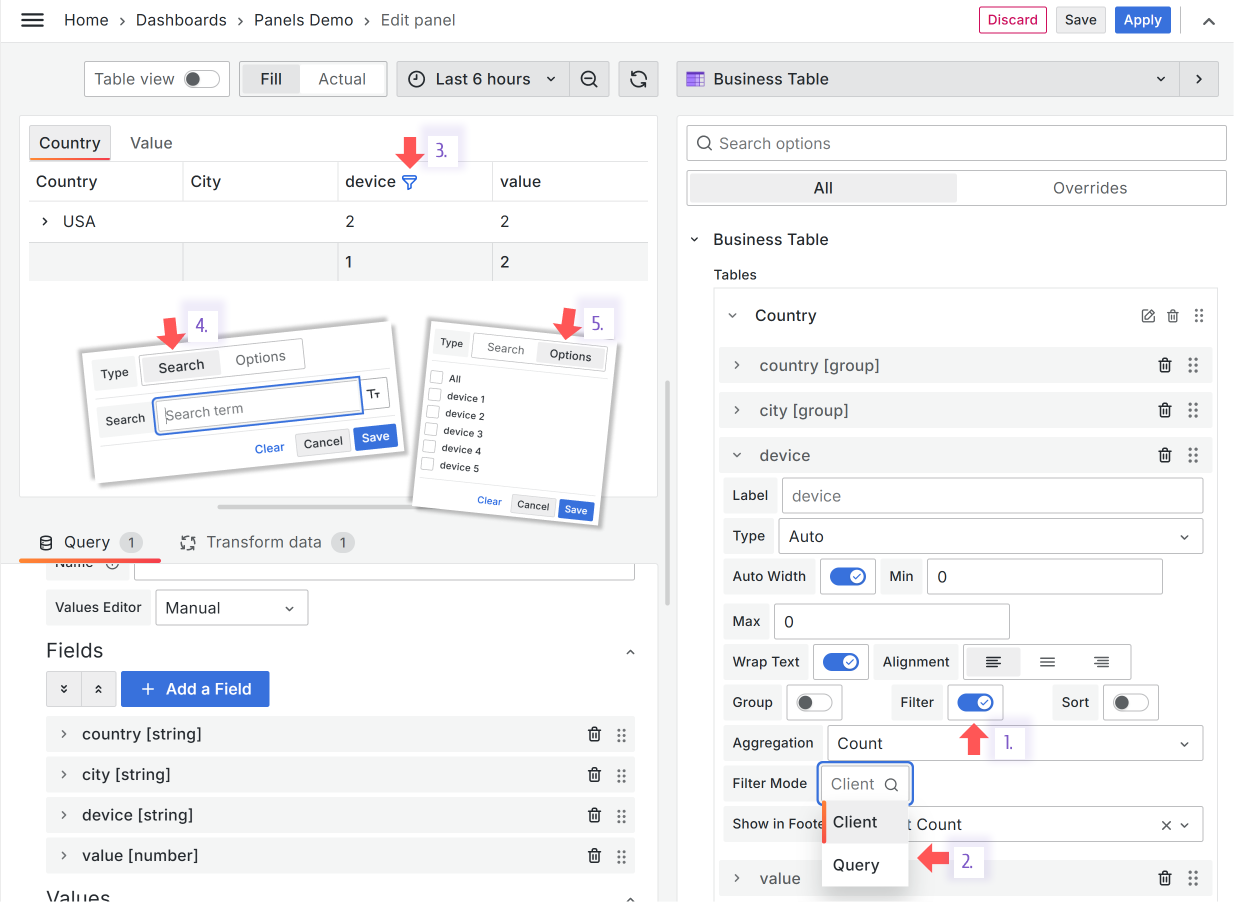 Home > Dashboards > Panels Demo > Edit panel
Discard Save Apply
Table view Fill Actual Last 6 hours
Business Table
Country Value
3.
Country City device value
USA 2 2
1 2
4.
Type Search Options
Search Search term
Clear Cancel Save
5.
Type Search Options
All
device 1
device 2
device 3
device 4
device 5
Clear Cancel Save
Query 1 Transform data 1
Name
Values Editor Manual
Fields
+ Add a Field
country [string]
city [string]
device [string]
value [number]
Values
Search options
All Overrides
Business Table
Tables
Country
country [group]
city [group]
device
Label device
Type Auto
Auto Width Min 0
Max 0
Wrap Text Alignment
Group Filter Sort
1.
Aggregation Count
Filter Mode Client
Client
Query
2.
Show in Foote t Count
value